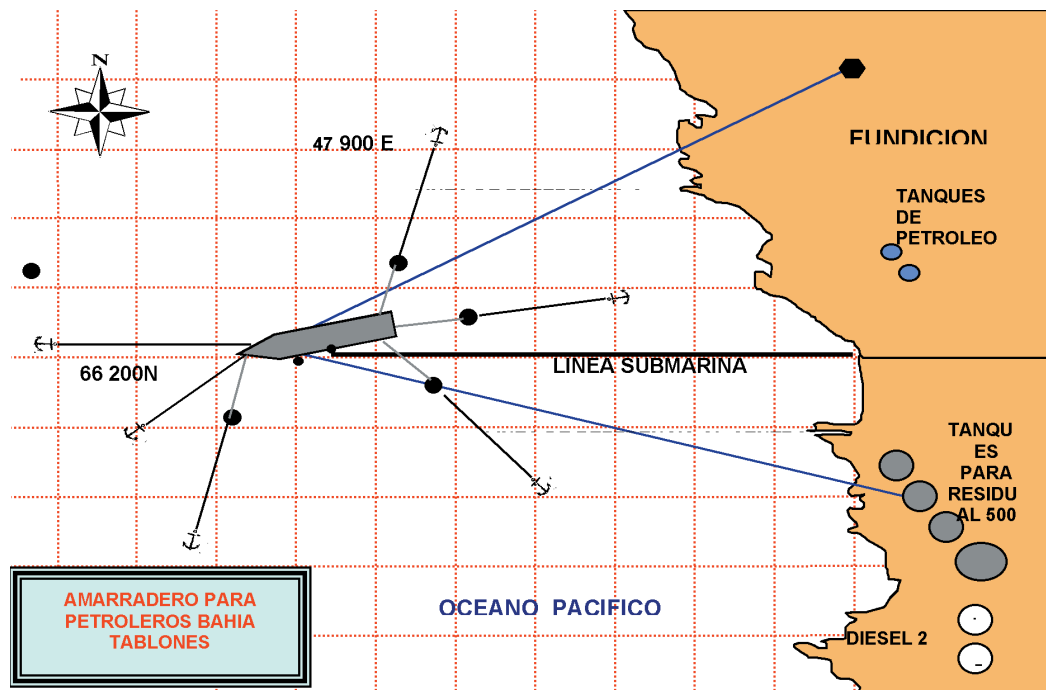 N
47 900 E
FUNDICION
TANQUES
DE
PETROLEO
66 200N
LINEA SUBMARINA
TANQU
ES
PARA
RESIDU
AL 500
AMARRADERO PARA
PETROLEROS BAHIA
TABLONES
OCEANO PACIFICO
DIESEL 2